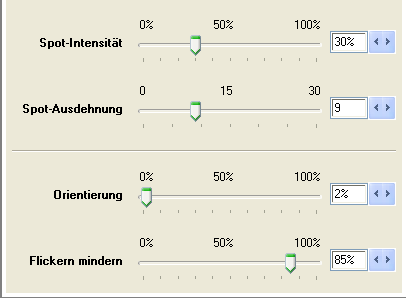 0% 50% 100%
Spot-Intensität 30%
0 15 30
Spot-Ausdehnung 9
0% 50% 100%
Orientierung 2%
0% 50% 100%
Flickern mindern 85%